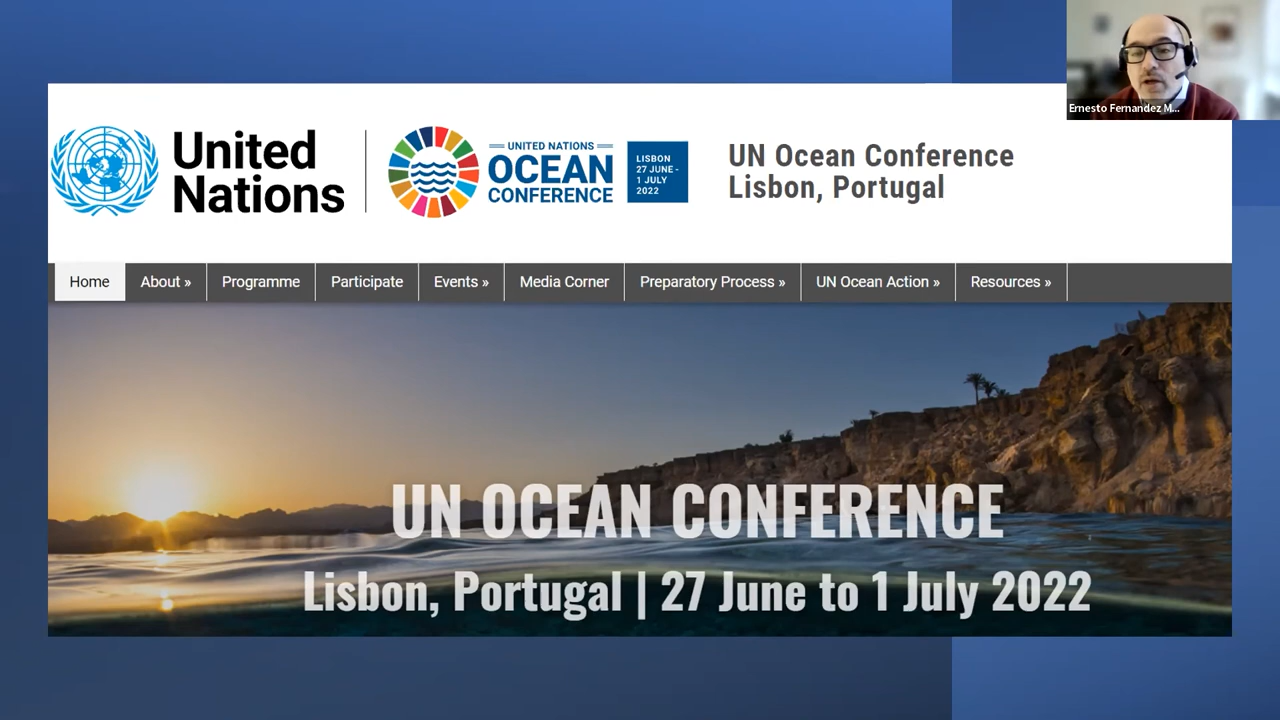 Ernesto Fernandez M...
United
Nations
UNITED NATIONS
OCEAN
CONFERENCE
LISBON
27 JUNE -
1 JULY
2022
UN Ocean Conference
Lisbon, Portugal
Home About » Programme Participate Events » Media Corner Preparatory Process » UN Ocean Action » Resources »
UN OCEAN CONFERENCE
Lisbon, Portugal | 27 June to 1 July 2022